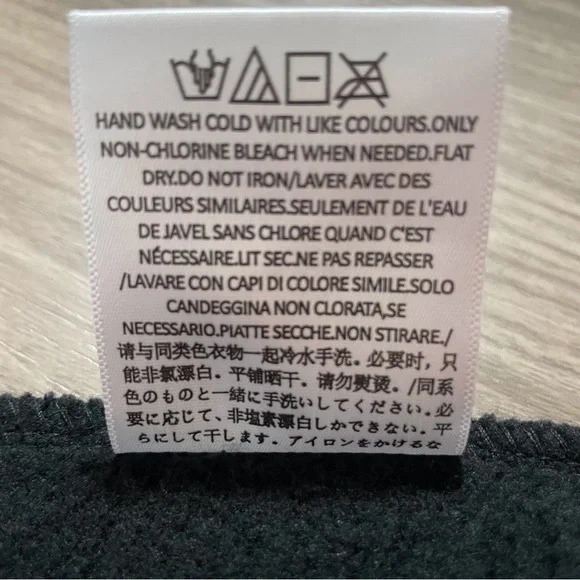 HAND WASH COLD WITH LIKE COLOURS.ONLY
NON-CHLORINE BLEACH WHEN NEEDED.FLAT
DRY.DO NOT IRON/LAVER AVEC DES
COULEURS SIMILAIRES.SEULEMENT DE L'EAU
DE JAVEL SANS CHLORE QUAND C'EST
NÉCESSAIRE.LIT SEC.NE PAS REPASSER
/LAVARE CON CAPI DI COLORE SIMILE.SOLO
CANDEGGINA NON CLORATA,SE
NECESSARIO.PIATTE SECCHE.NON STIRARE./
请与同类色衣物一起冷水手洗。必要时，只
能非氯漂白。平铺晒干。请勿熨烫。/同系
色のものと一緒に手洗いしてください。必
要に応じて、非塩素漂白しかできない。平
らにして干します。アイロンをかけるな